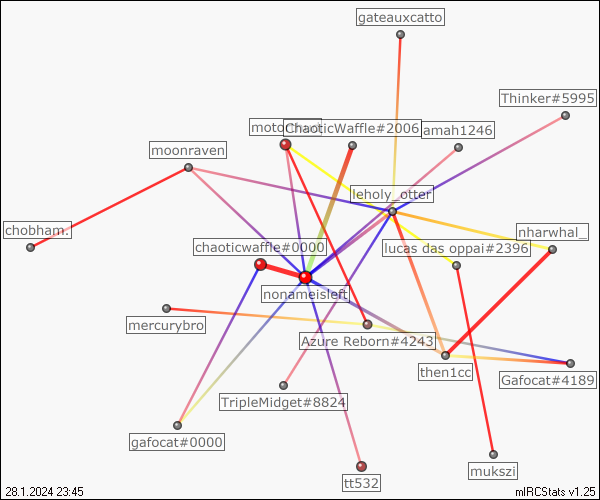 gateauxcatto
Thinker#5995
ChaoticWaffle#2006
amah1246
moonraven
leholy_otter
chobham.
nharwhal_
chaoticwaffle#0000
lucas das oppai#2396
nonameisleft
mercurybro
Azure Reborn#4243
then1cc
Gafocat#4189
TripleMidget#8824
gafocat#0000
mukszi
tt532
28.1.2024 23:45
mIRCStats v1.25